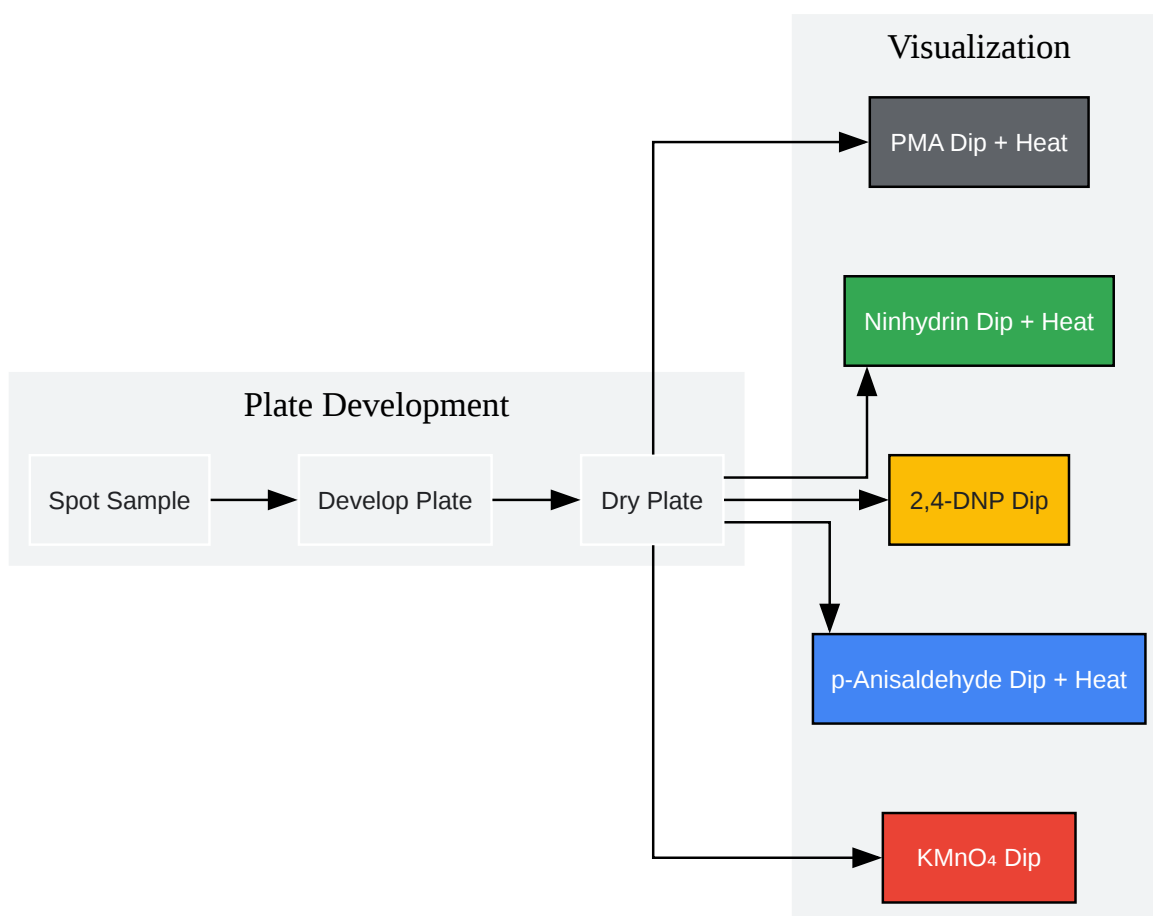 Visualization
PMA Dip + Heat
Ninhydrin Dip + Heat
Plate Development
Spot Sample
Develop Plate
Dry Plate
2,4-DNP Dip
p-Anisaldehyde Dip + Heat
KMnO₄ Dip